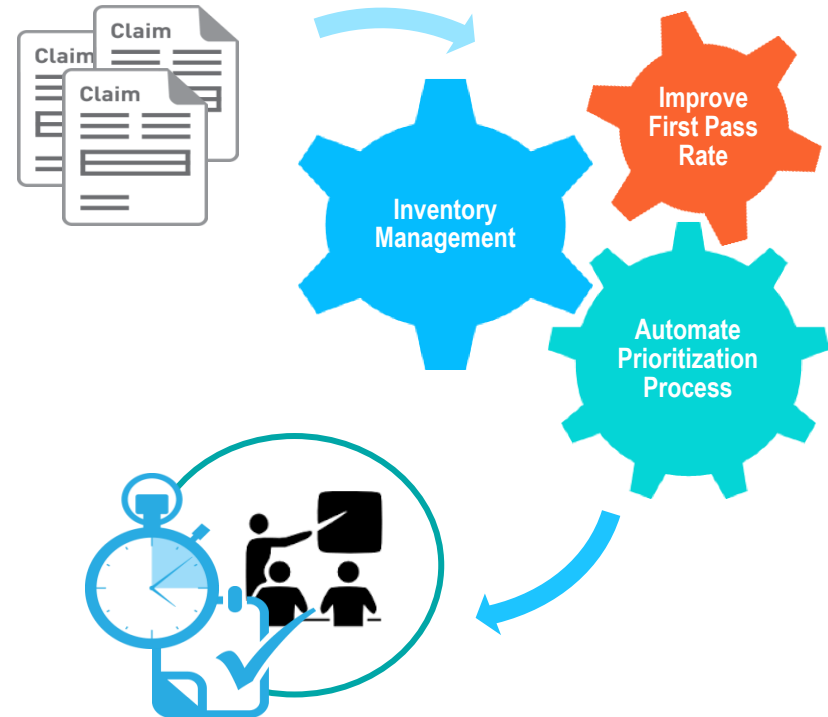 Claim
Claim
Claim
Inventory
Management
Improve
First Pass
Rate
Automate
Prioritization
Process